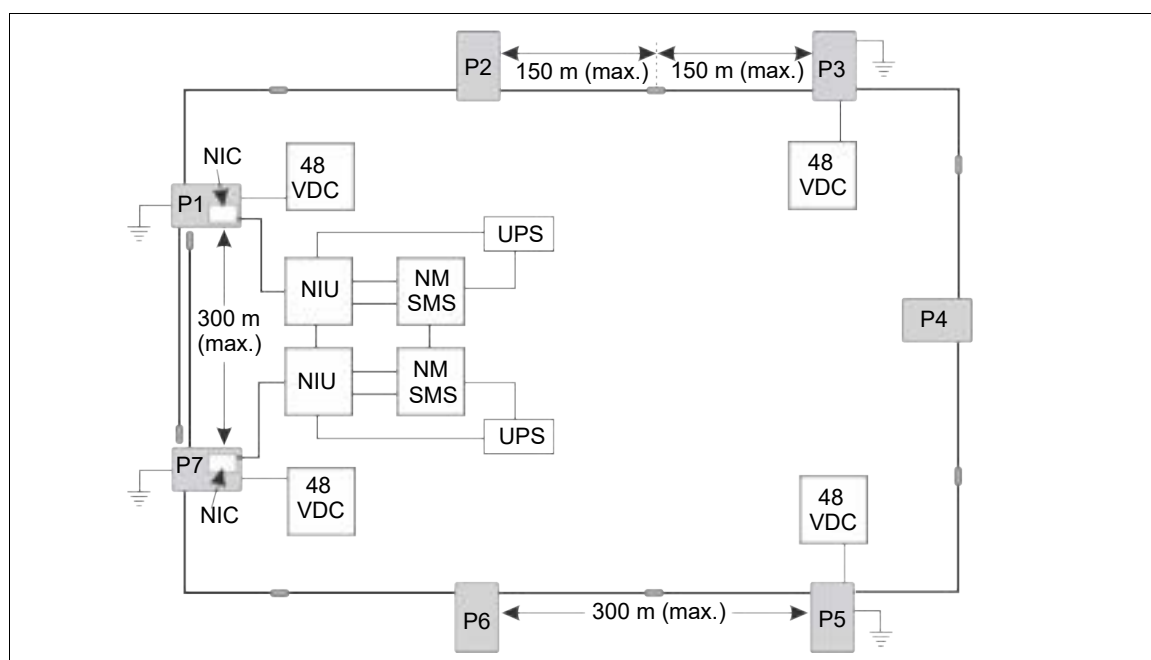 P2
150 m (max.)
150 m (max.)
P3
NIC
48
VDC
48
VDC
P1
UPS
NIU
NM
SMS
300 m
(max.)
P4
NIU
NM
SMS
UPS
P7
NIC
48
VDC
48
VDC
P6
300 m (max.)
P5